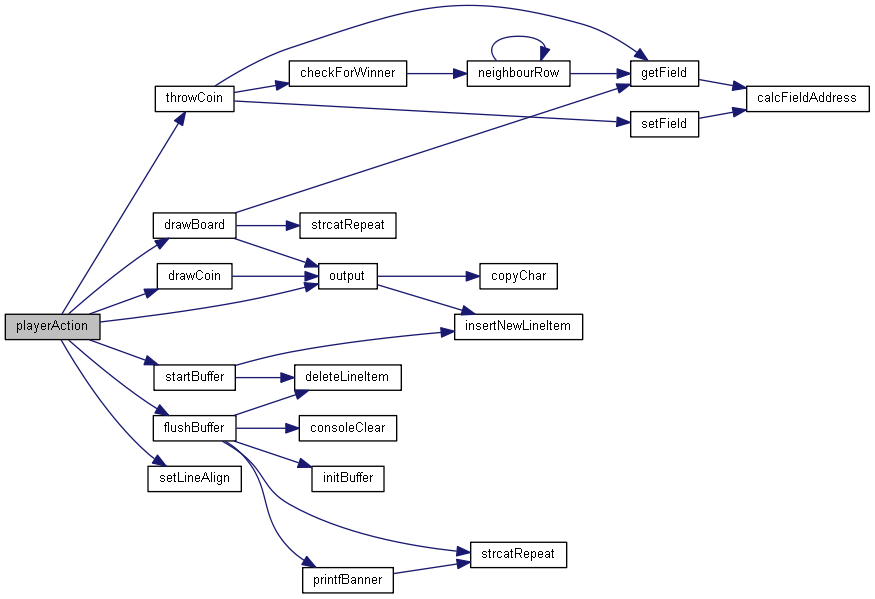 checkForWinner
neighbourRow
getField
throwCoin
calcFieldAddress
setField
drawBoard
strcatRepeat
drawCoin
output
copyChar
playerAction
insertNewLineItem
startBuffer
deleteLineItem
flushBuffer
consoleClear
setLineAlign
initBuffer
strcatRepeat
printfBanner